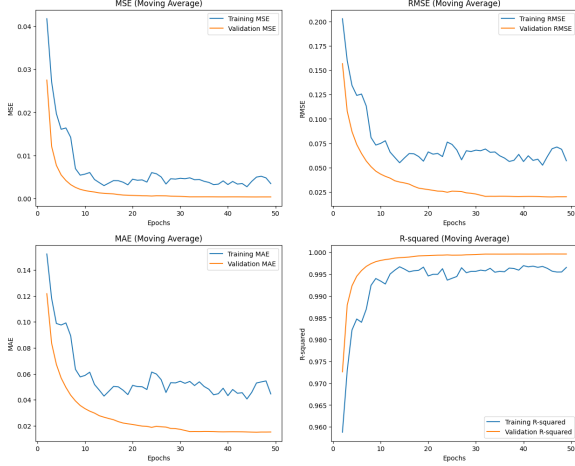 MSE (Moving Average)
Training MSE
Validation MSE
MSE
0.04
0.03
0.02
0.01
0.00
0
10
20
30
40
50
Epochs
RMSE (Moving Average)
Training RMSE
Validation RMSE
RMSE
0.200
0.175
0.150
0.125
0.100
0.075
0.050
0.025
0
10
20
30
40
50
Epochs
MAE (Moving Average)
Training MAE
Validation MAE
MAE
0.14
0.12
0.10
0.08
0.06
0.04
0.02
0
10
20
30
40
50
Epochs
R-squared (Moving Average)
R-squared
1.000
0.995
0.990
0.985
0.980
0.975
0.970
0.965
0.960
Training R-squared
Validation R-squared
0
10
20
30
40
50
Epochs